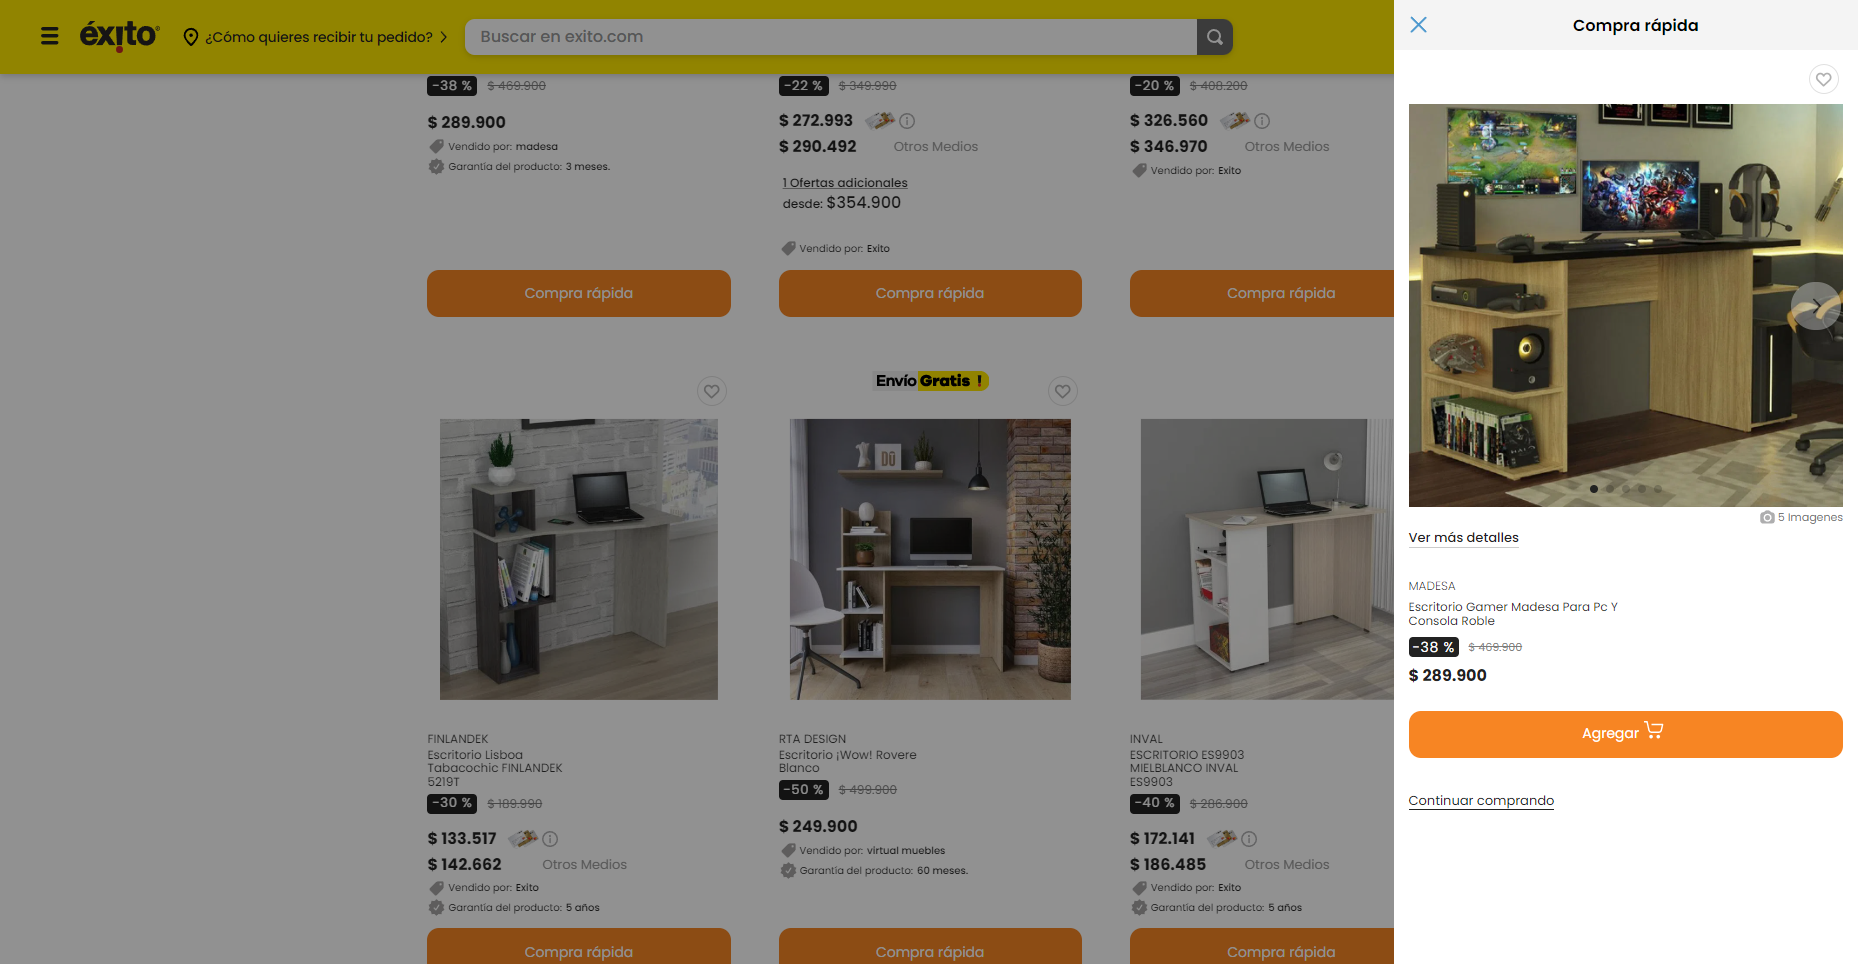 éxito
¿Cómo quieres recibir tu pedido?
Buscar en exito.com
-38 % $ 469.900
$ 289.900
Vendido por: madesa
Garantía del producto: 3 meses.
Compra rápida
-22 % $ 349.990
$ 272.993
$ 290.492 Otros Medios
1 Ofertas adicionales
desde: $354.900
Vendido por: Exito
Compra rápida
-20 % $ 408.200
$ 326.560
$ 346.970 Otros Medios
Vendido por: Exito
Compra rápida
FINLANDEK
Escritorio Lisboa
Tabacochic FINLANDEK
5219T
-30 % $ 189.990
$ 133.517
$ 142.662 Otros Medios
Vendido por: Exito
Garantía del producto: 5 años
Compra rápida
Envío Gratis !
RTA DESIGN
Escritorio ¡Wow! Rovere
Blanco
-50 % $ 499.900
$ 249.900
Vendido por: virtual muebles
Garantía del producto: 60 meses.
Compra rápida
INVAL
ESCRITORIO ES9903
MIELBLANCO INVAL
ES9903
-40 % $ 286.900
$ 172.141
$ 186.485 Otros Medios
Vendido por: Exito
Garantía del producto: 5 años
Compra rápida
Compra rápida
5 Imagenes
Ver más detalles
MADESA
Escritorio Gamer Madesa Para Pc Y
Consola Roble
-38 % $ 469.900
$ 289.900
Agregar
Continuar comprando